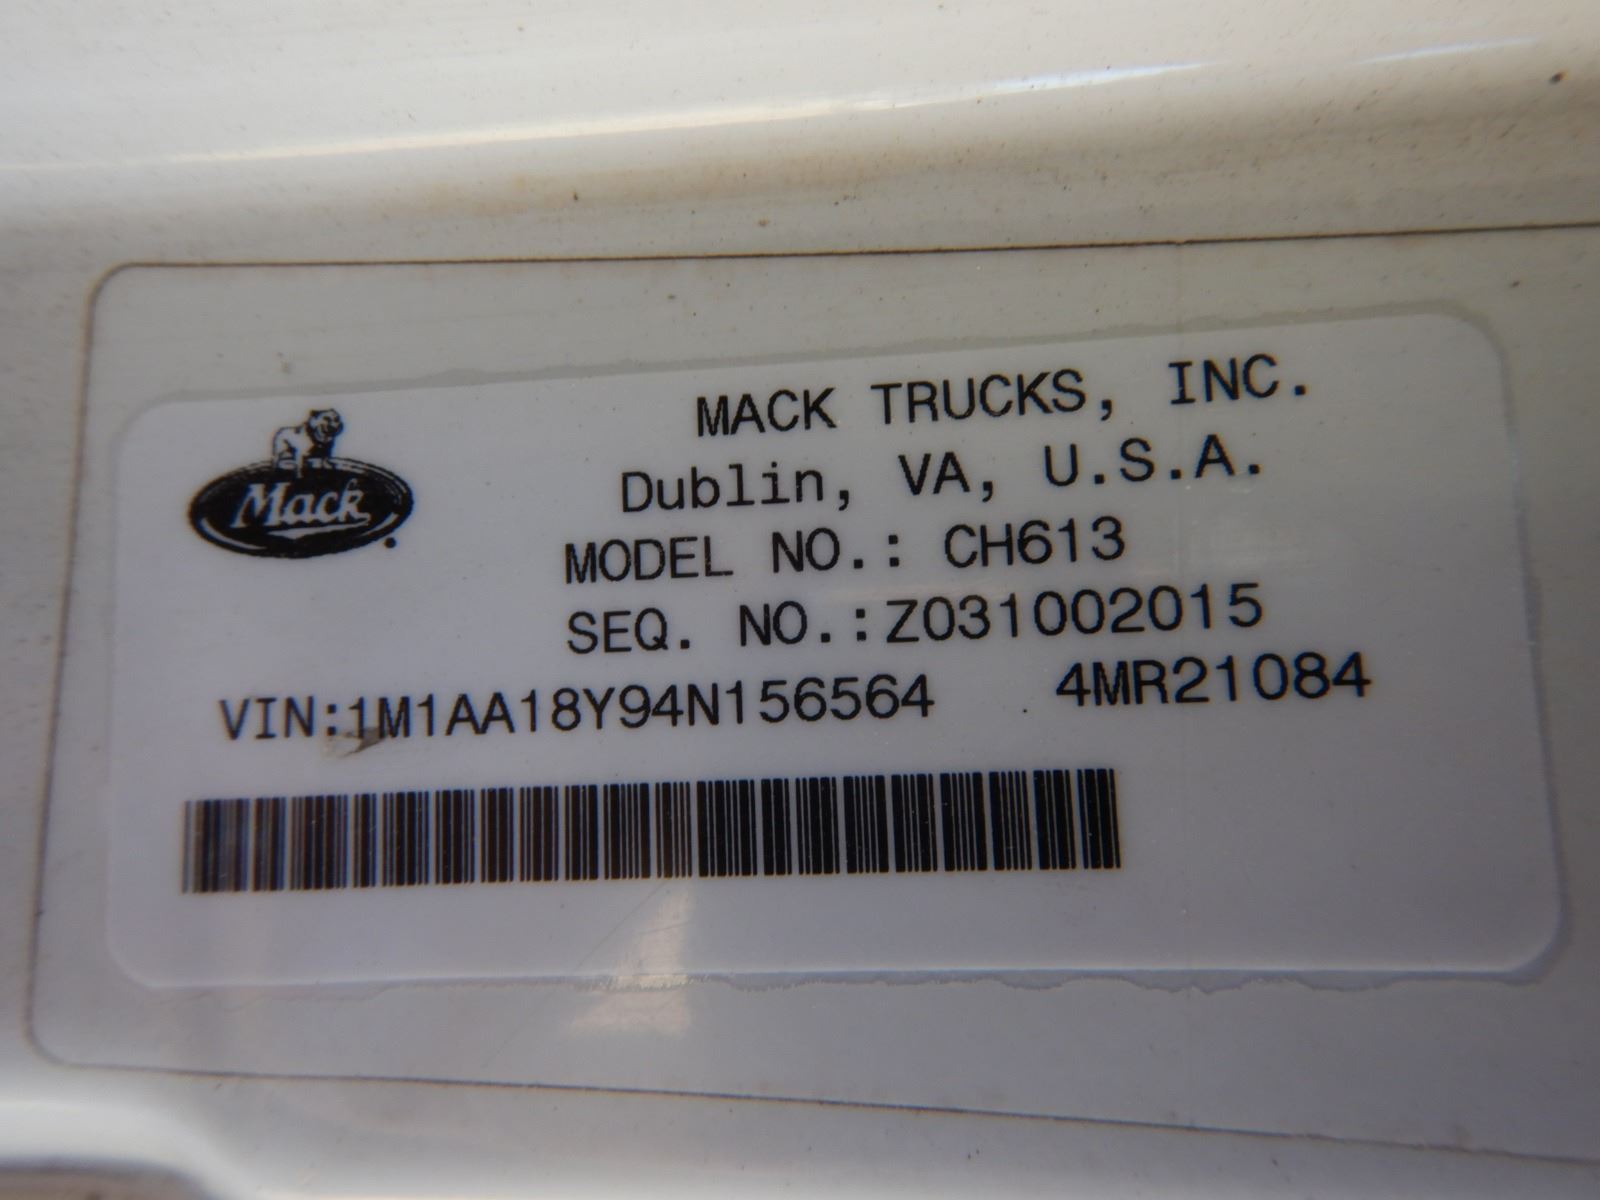 MACK TRUCKS, INC.
Dublin, VA, U.S.A.
Mack
MODEL NO.: CH613
SEQ. NO.:Z031002015
VIN:1M1AA18Y94N156564 4MR21084